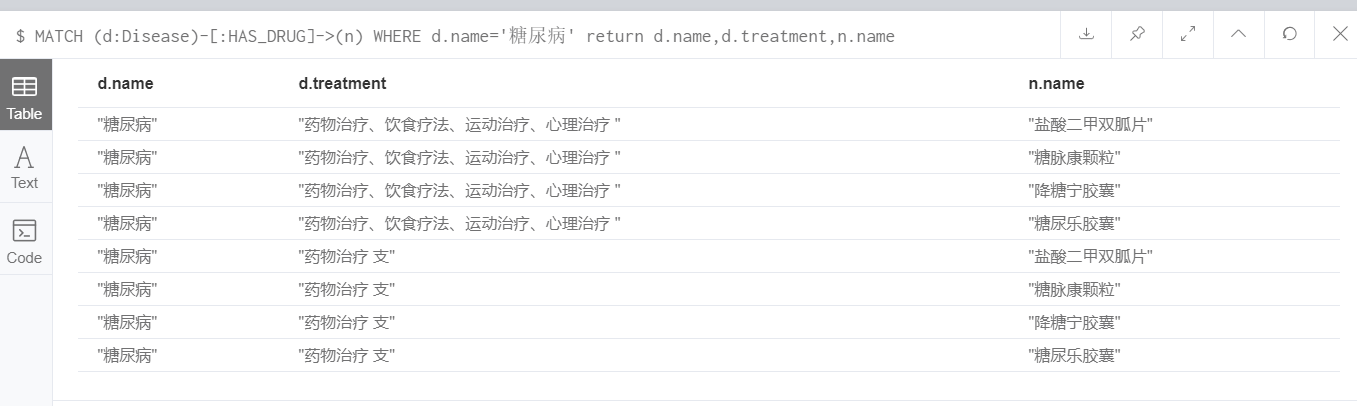 $ MATCH (d:Disease)-[:HAS_DRUG]->(n) WHERE d.name='糖尿病' return d.name,d.treatment,n.name
Table
Text
Code
d.name d.treatment n.name
"糖尿病" "药物治疗、饮食疗法、运动治疗、心理治疗 " "盐酸二甲双胍片"
"糖尿病" "药物治疗、饮食疗法、运动治疗、心理治疗 " "糖脉康颗粒"
"糖尿病" "药物治疗、饮食疗法、运动治疗、心理治疗 " "降糖宁胶囊"
"糖尿病" "药物治疗、饮食疗法、运动治疗、心理治疗 " "糖尿乐胶囊"
"糖尿病" "药物治疗 支" "盐酸二甲双胍片"
"糖尿病" "药物治疗 支" "糖脉康颗粒"
"糖尿病" "药物治疗 支" "降糖宁胶囊"
"糖尿病" "药物治疗 支" "糖尿乐胶囊"